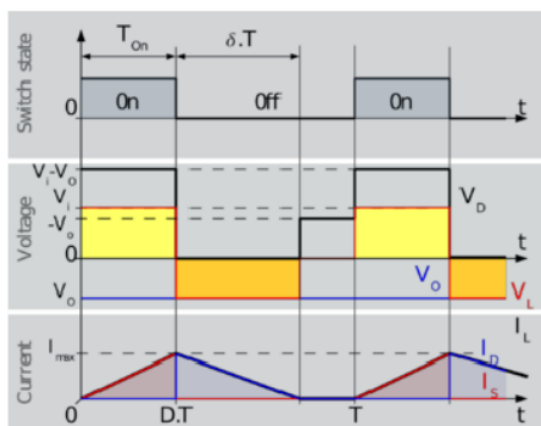 T_On δ.T
Switch state
0 On Off On t
V_i-V_o
V_i
-V_o
Voltage
V_D
0 t
V_O V_O V_L
I_L
I_max I_D
Current
I_S
0 D.T T t